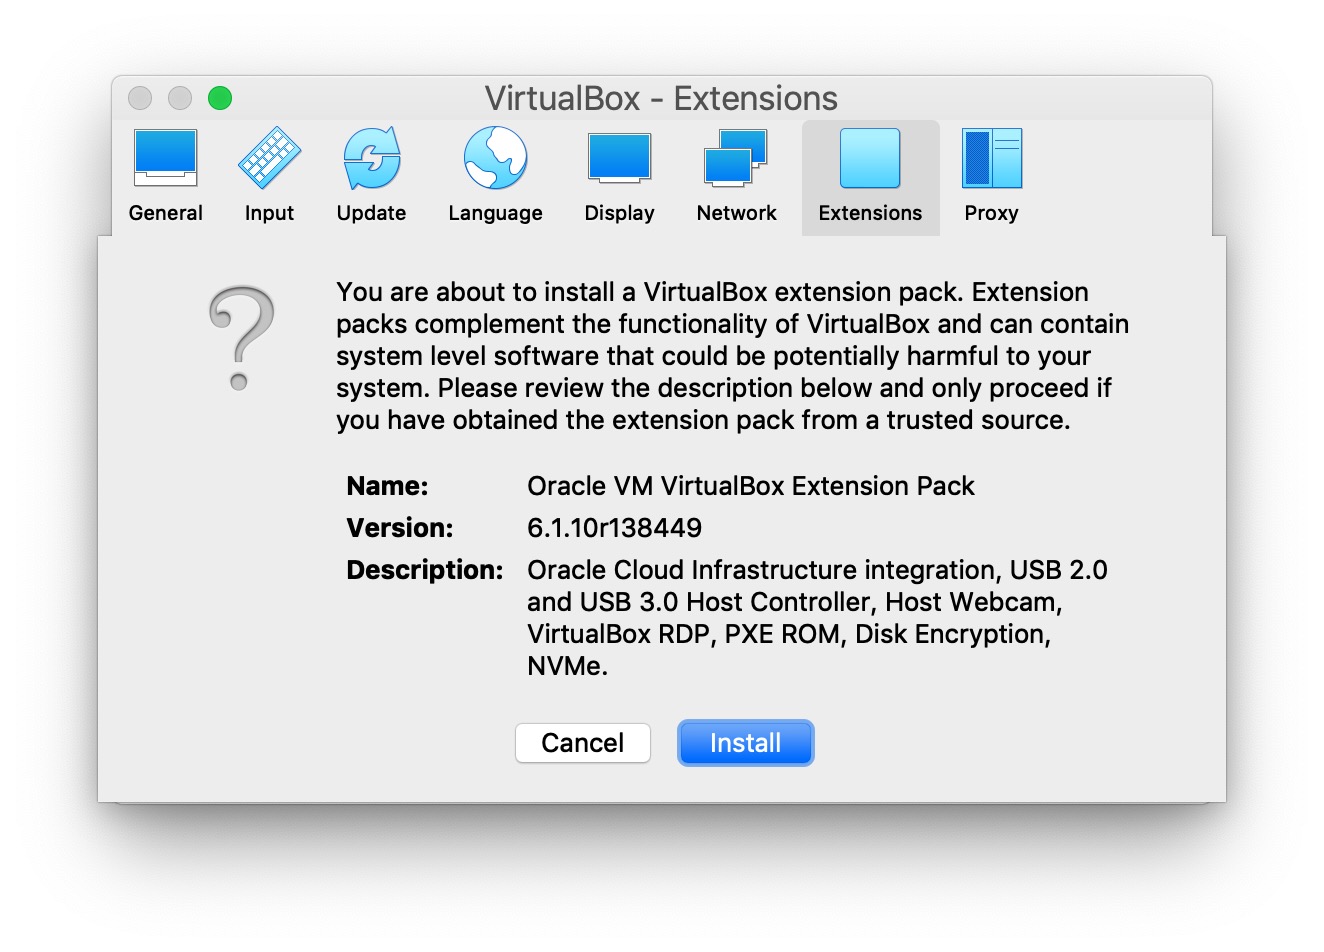 VirtualBox - Extensions
General Input Update Language Display Network Extensions Proxy
You are about to install a VirtualBox extension pack. Extension
packs complement the functionality of VirtualBox and can contain
system level software that could be potentially harmful to your
system. Please review the description below and only proceed if
you have obtained the extension pack from a trusted source.
Name: Oracle VM VirtualBox Extension Pack
Version: 6.1.10r138449
Description: Oracle Cloud Infrastructure integration, USB 2.0
and USB 3.0 Host Controller, Host Webcam,
VirtualBox RDP, PXE ROM, Disk Encryption,
NVMe.
Cancel Install